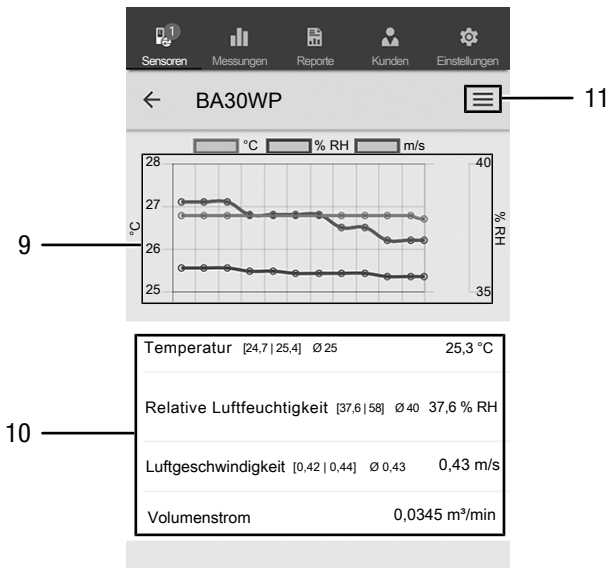 1
Sensoren Messungen Reporte Kunden Einstellungen
← BA30WP
11
°C % RH m/s
28 40
27
°C % RH
9
26
25 35
Temperatur [24,7 | 25,4] Ø 25 25,3 °C
Relative Luftfeuchtigkeit [37,6 | 58] Ø 40 37,6 % RH
10
Luftgeschwindigkeit [0,42 | 0,44] Ø 0,43 0,43 m/s
Volumenstrom 0,0345 m³/min